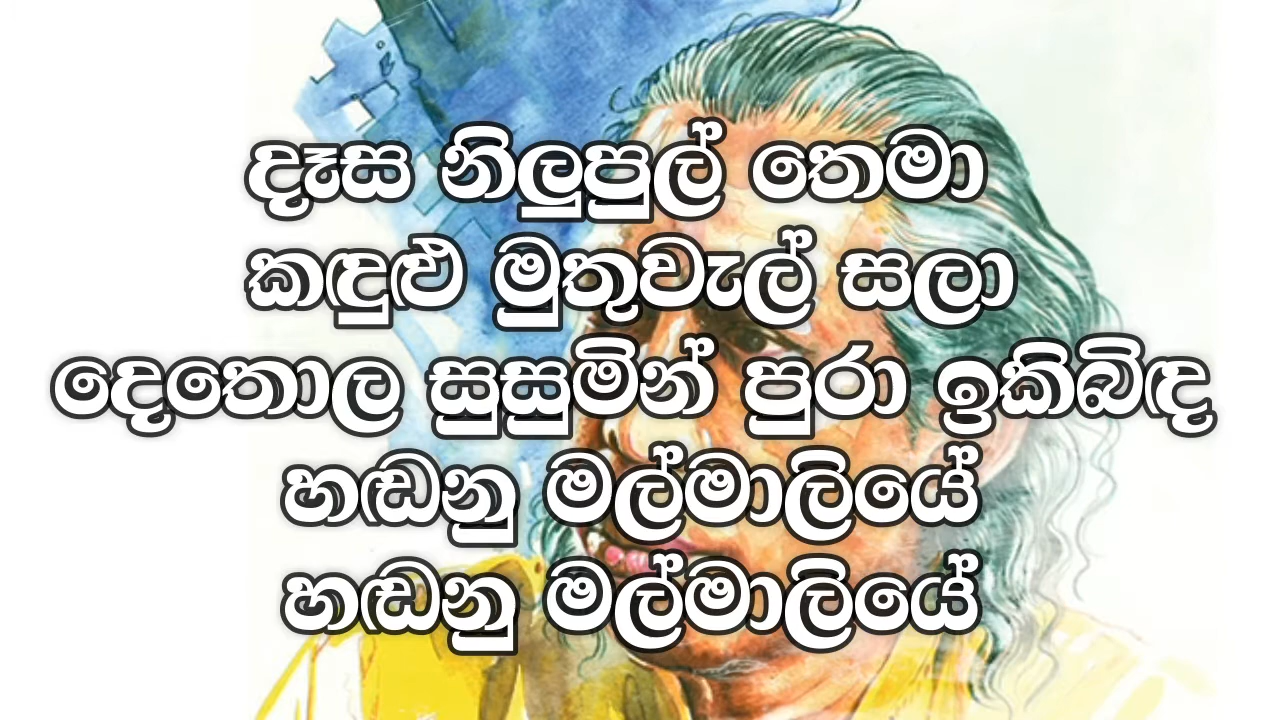 දෑස නිලුපුල් තෙමා
කඳුළු මුතුවැල් සලා
දෙතොල සුසුමින් පුරා ඉකිබිඳ
හඬනු මල්මාලියේ
හඬනු මල්මාලියේ